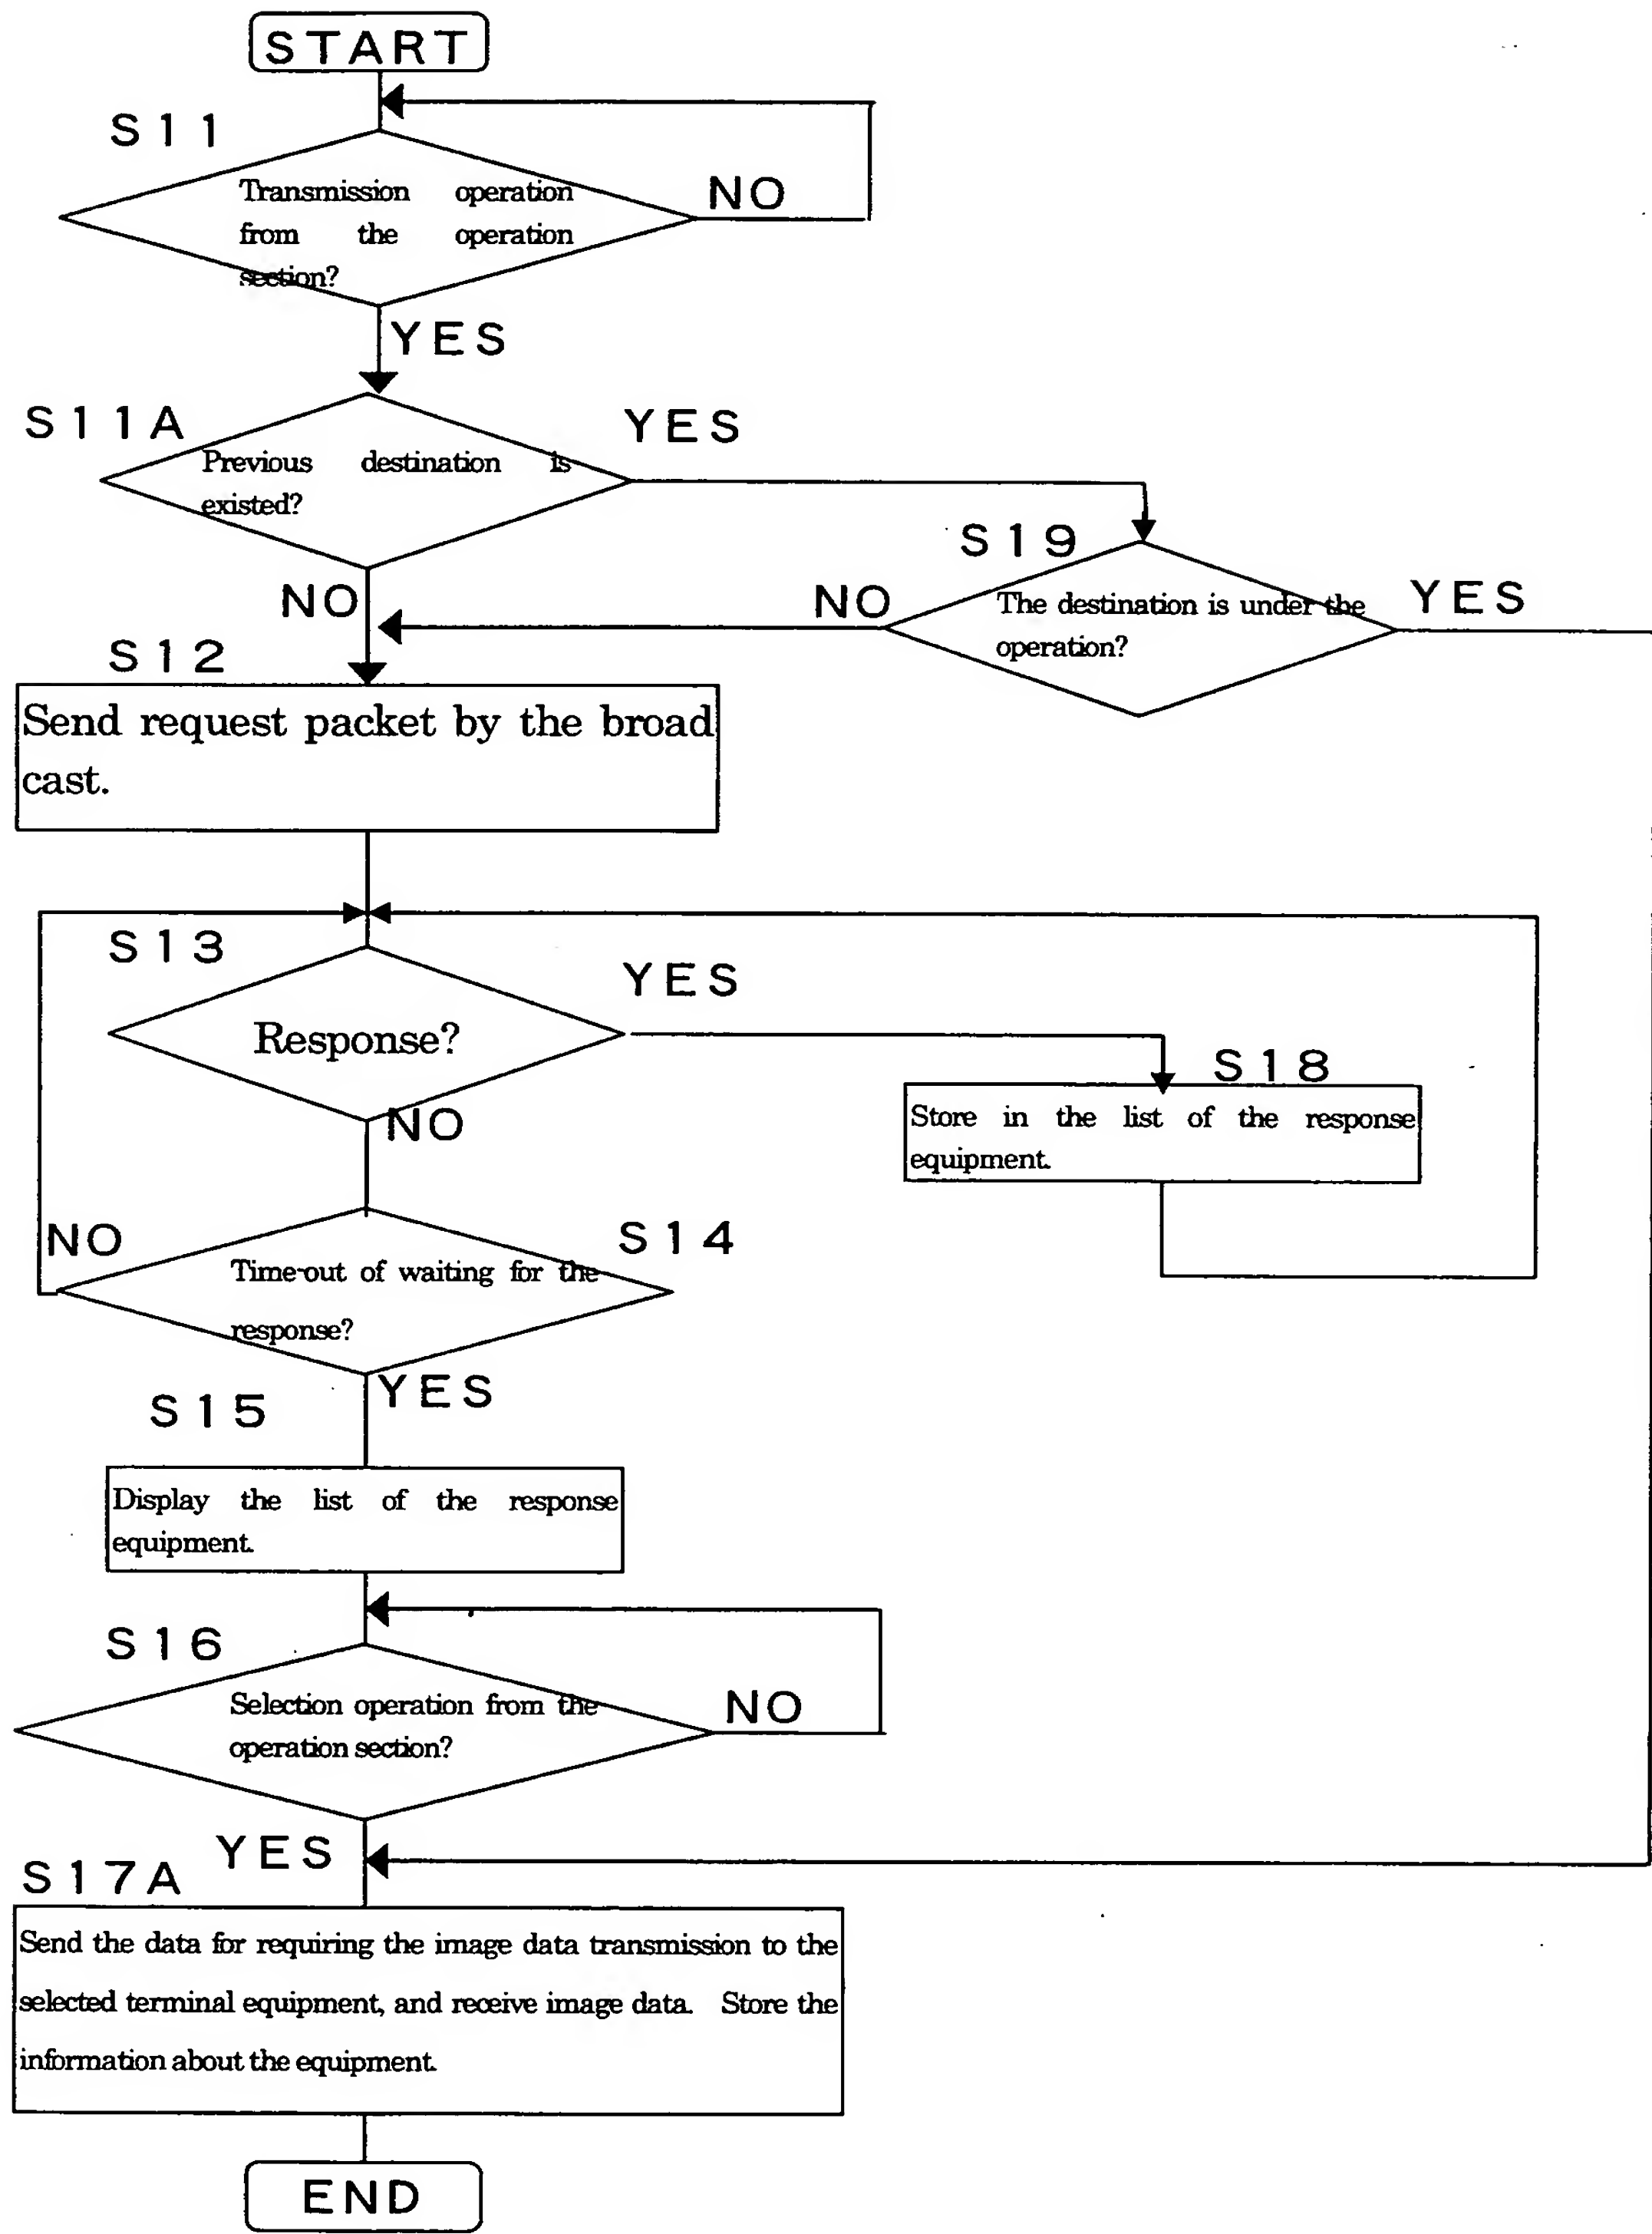 START
S11
Transmission operation
from the operation
section?
NO
YES
S11A
Previous destination is
existed?
YES
NO
S19
The destination is under the
operation?
NO
YES
S12
Send request packet by the broad
cast.
S13
Response?
YES
NO
S18
Store in the list of the response
equipment.
S14
Time-out of waiting for the
response?
NO
YES
S15
Display the list of the response
equipment.
S16
Selection operation from the
operation section?
NO
YES
S17A
Send the data for requiring the image data transmission to the
selected terminal equipment, and receive image data. Store the
information about the equipment.
END